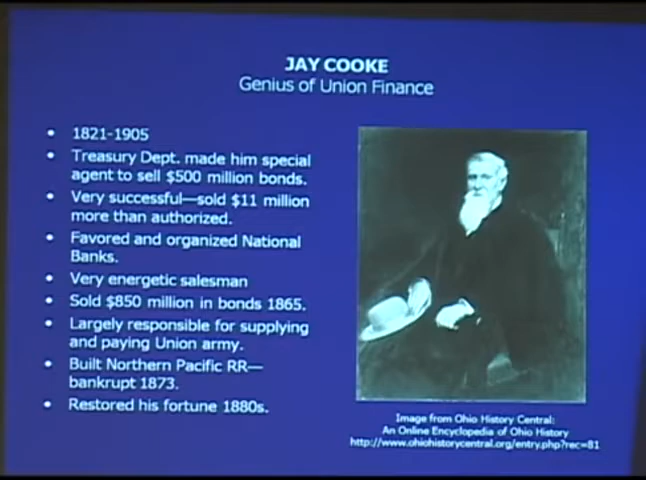 JAY COOKE
Genius of Union Finance
• 1821-1905
• Treasury Dept. made him special
agent to sell $500 million bonds.
• Very successful—sold $11 million
more than authorized.
• Favored and organized National
Banks.
• Very energetic salesman
• Sold $850 million in bonds 1865.
• Largely responsible for supplying
and paying Union army.
• Built Northern Pacific RR—
bankrupt 1873.
• Restored his fortune 1880s.
Image from Ohio History Central:
An Online Encyclopedia of Ohio History
http://www.ohiohistorycentral.org/entry.php?rec=81